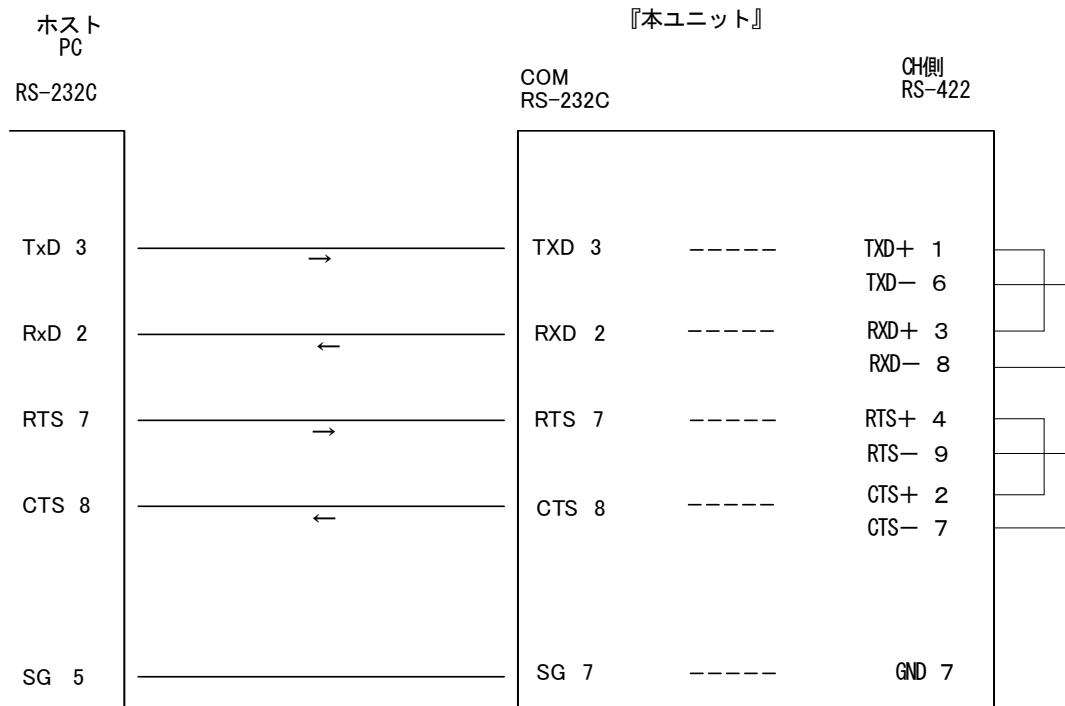 『本ユニット』
ホスト
PC
RS-232C
COM
RS-232C
CH側
RS-422
TxD 3
→
TXD 3
-----
TXD+ 1
TXD- 6
RxD 2
←
RXD 2
-----
RXD+ 3
RXD- 8
RTS 7
→
RTS 7
-----
RTS+ 4
RTS- 9
CTS 8
←
CTS 8
-----
CTS+ 2
CTS- 7
SG 5
SG 7
-----
GND 7